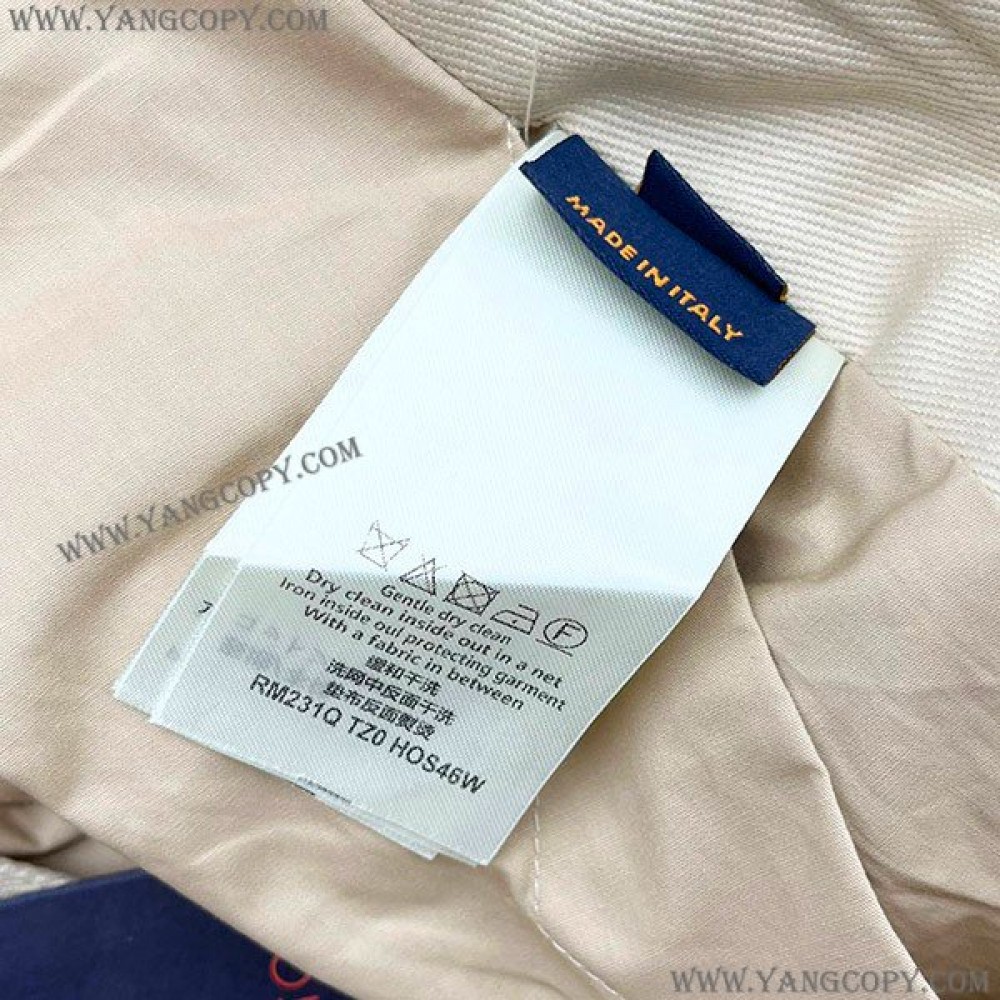 WWW.YANGCOPY.COM
MADE IN ITALY
WWW.YANGCOPY.COM
Gentle dry clean
Dry clean inside out in a net
Iron inside oul protecting garment
With a fabric in between
缓和干洗
洗网中反面干洗
垫布反面熨烫
RM231Q TZ0 HOS46W
WWW.YANGCOPY.COM